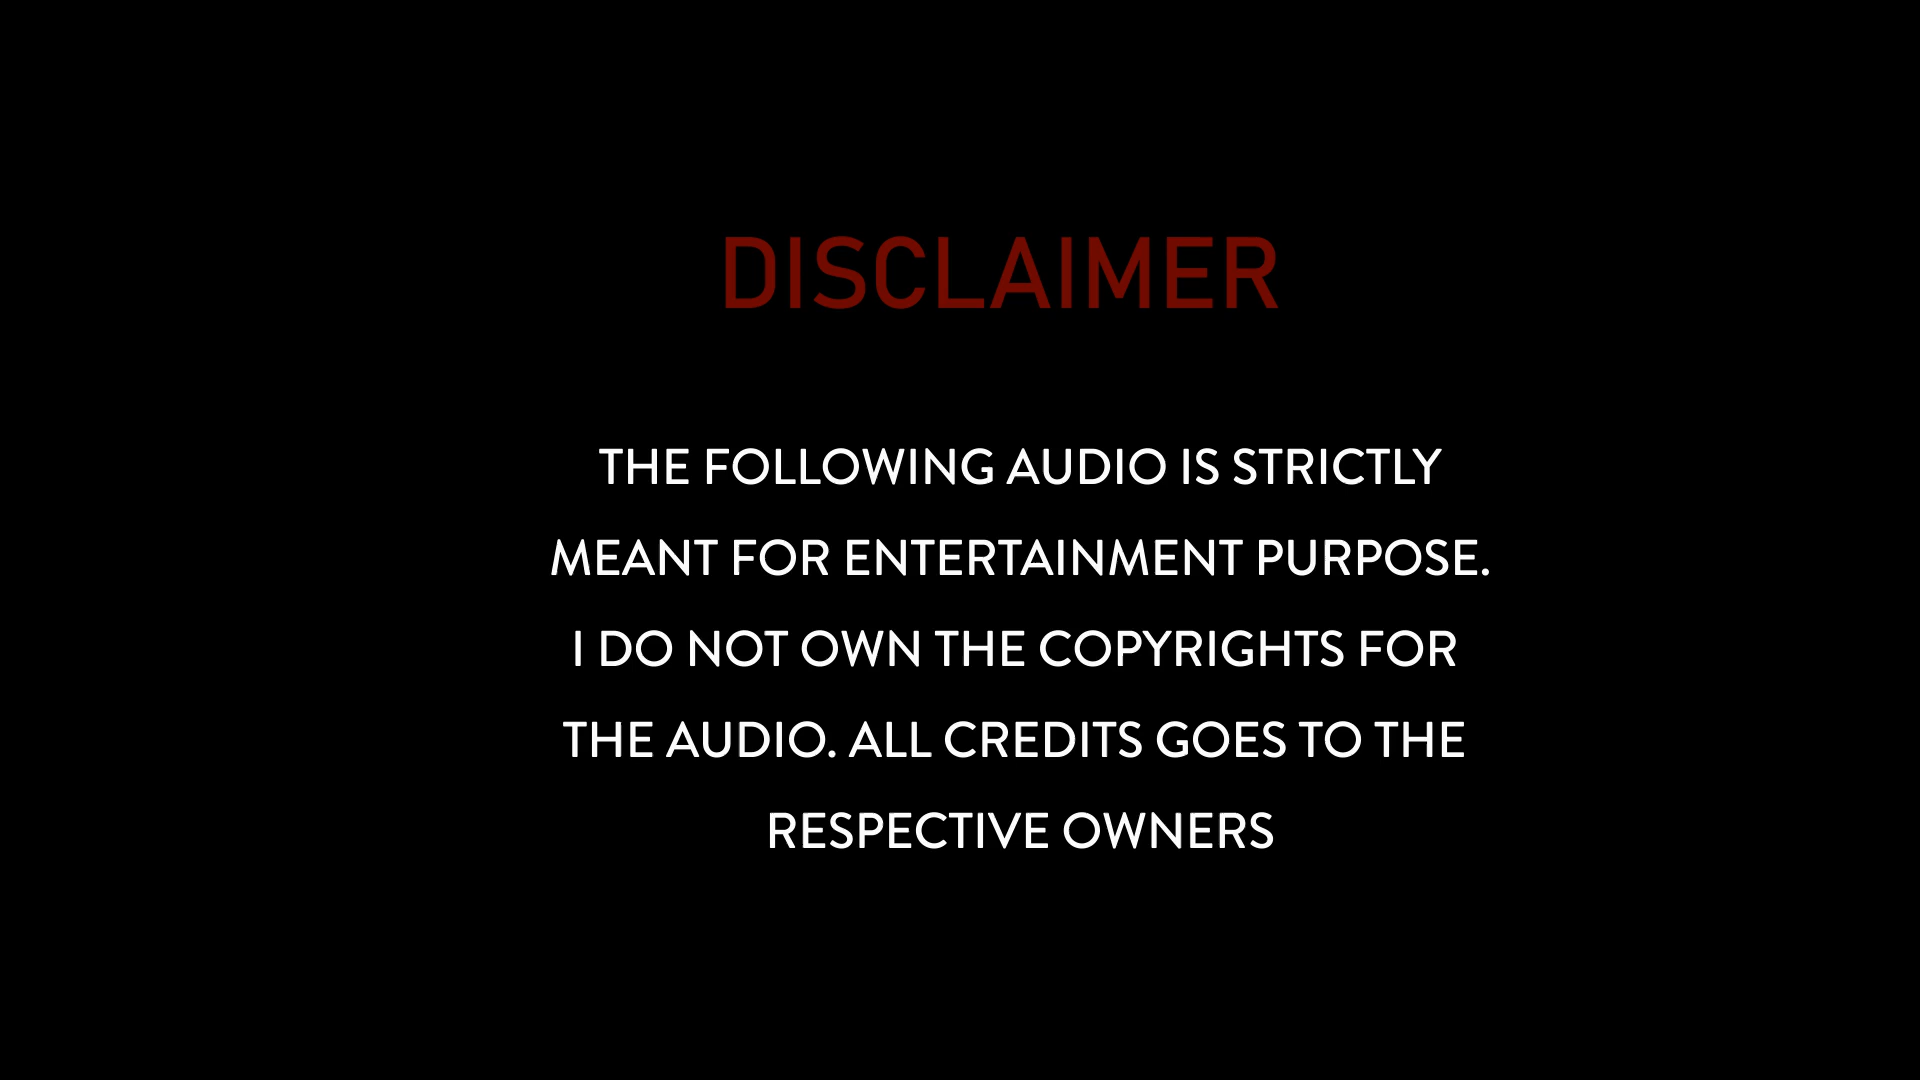 DISCLAIMER
THE FOLLOWING AUDIO IS STRICTLY
MEANT FOR ENTERTAINMENT PURPOSE.
I DO NOT OWN THE COPYRIGHTS FOR
THE AUDIO. ALL CREDITS GOES TO THE
RESPECTIVE OWNERS